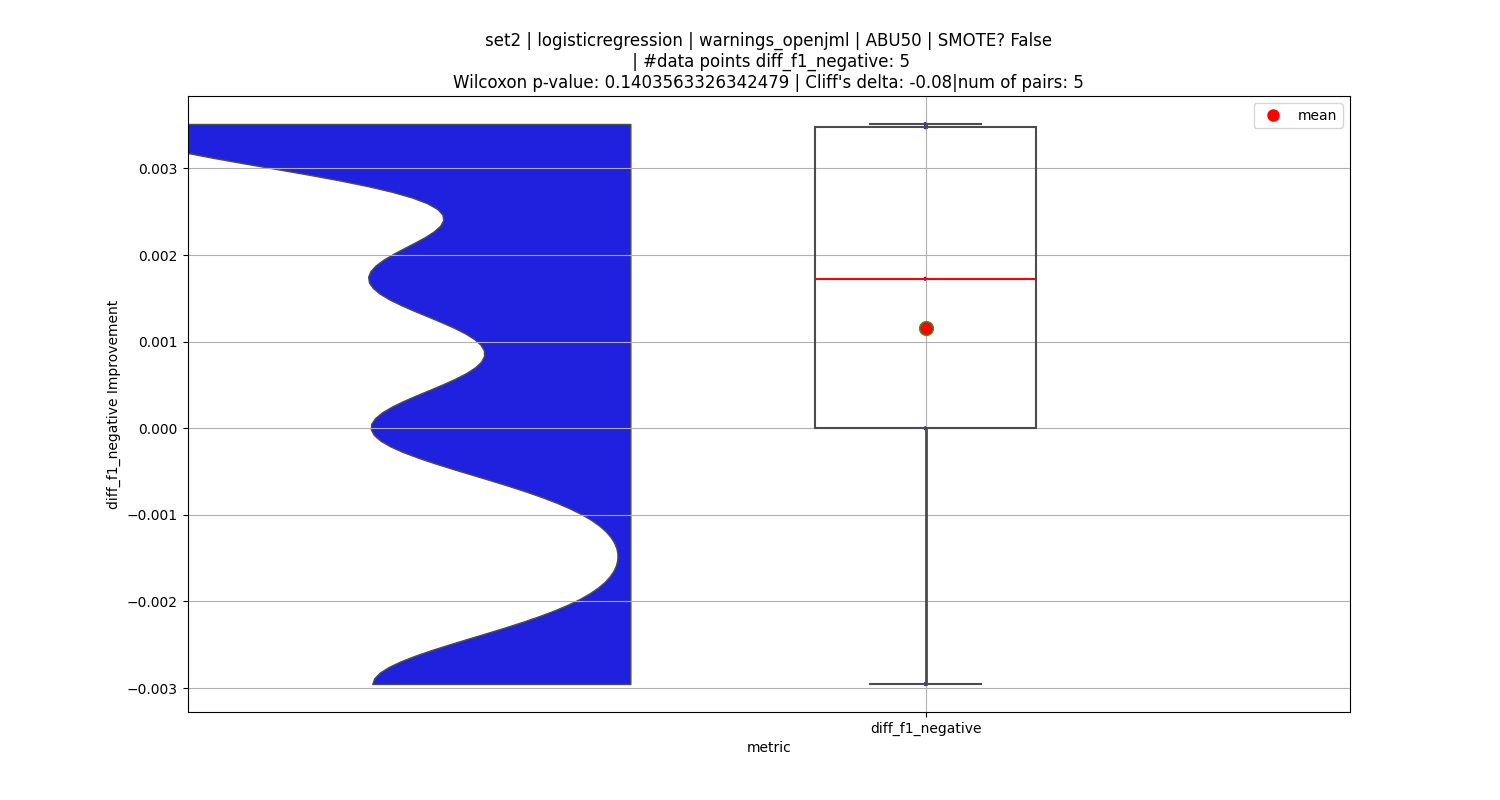 set2 | logisticregression | warnings_openjml | ABU50 | SMOTE? False
| #data points diff_f1_negative: 5
Wilcoxon p-value: 0.1403563326342479 | Cliff's delta: -0.08|num of pairs: 5
mean
0.003
0.002
0.001
0.000
−0.001
−0.002
−0.003
diff_f1_negative Improvement
diff_f1_negative
metric